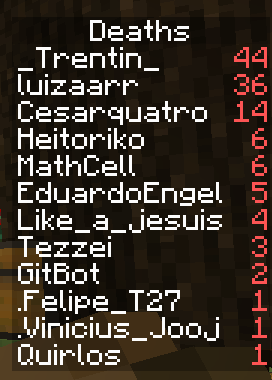 Deaths
_Trentin_ 44
luizaarr 36
Cesarquatro 14
Heitoriko 6
MathCell 6
EduardoEngel 5
Like_a_jesuis 4
Tezzei 3
GitBot 2
.Felipe_T27 1
.Vinicius_Jooj 1
Quirlos 1